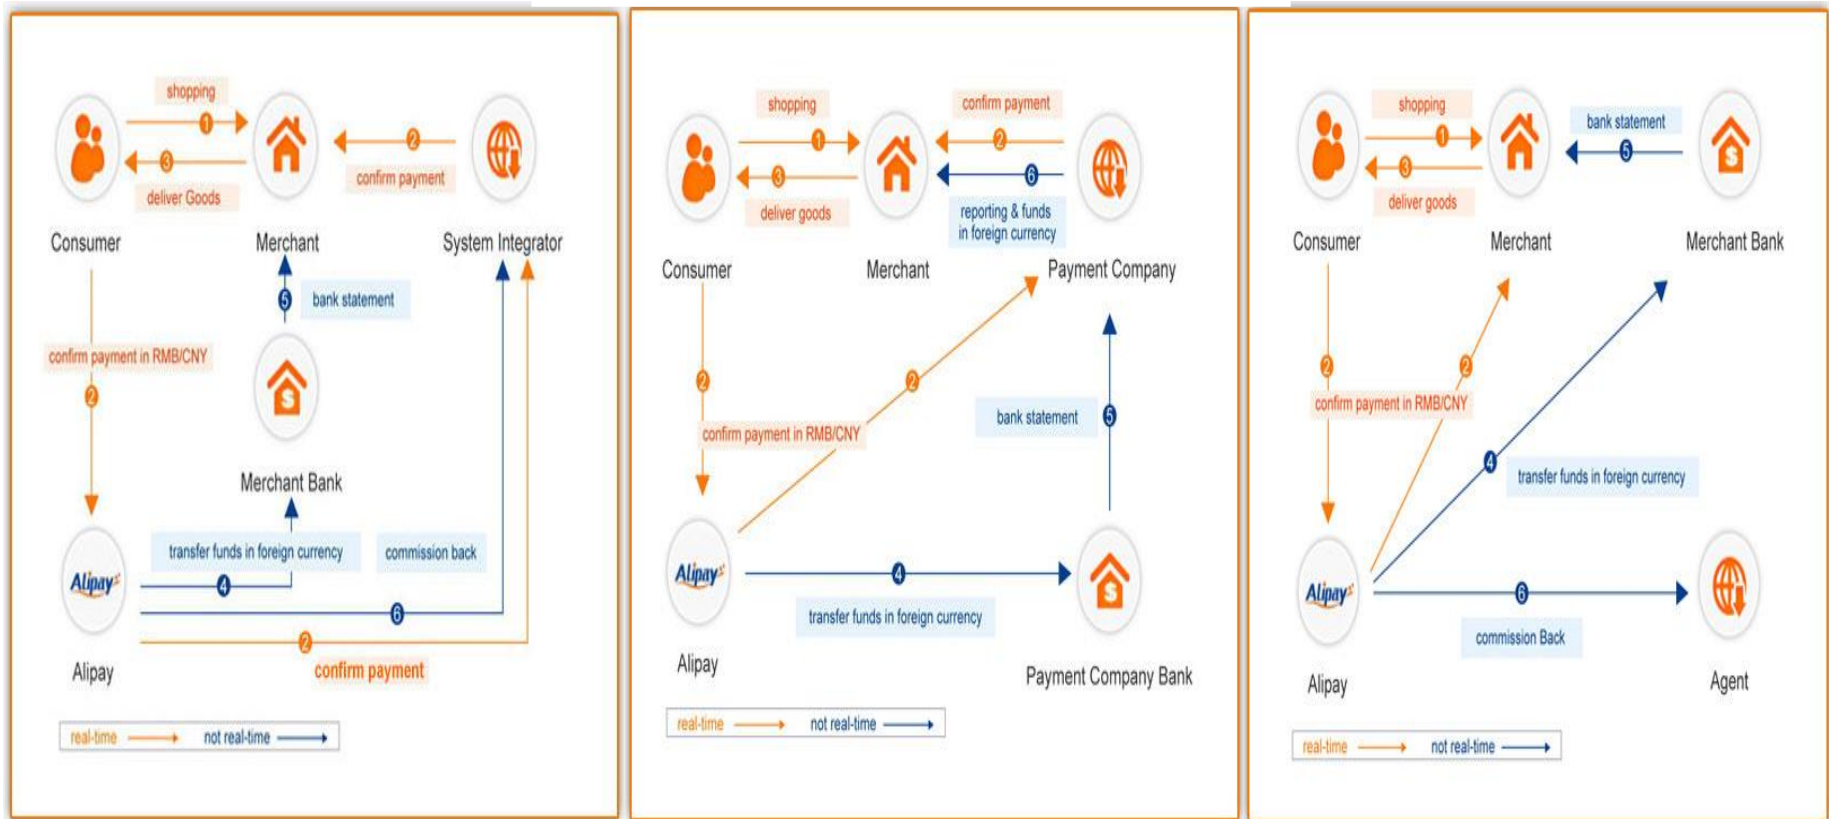 shopping
1
2
3
confirm payment
deliver Goods
Consumer
Merchant
System Integrator
5
bank statement
confirm payment in RMB/CNY
2
$
Merchant Bank
transfer funds in foreign currency
commission back
Alipay
4
6
2
confirm payment
Alipay
real-time
not real-time
shopping
confirm payment
1
2
3
6
deliver goods
reporting & funds
in foreign currency
Consumer
Merchant
Payment Company
2
2
bank statement
5
confirm payment in RMB/CNY
Alipay
4
$
transfer funds in foreign currency
Alipay
Payment Company Bank
real-time
not real-time
shopping
bank statement
1
5
$
3
deliver goods
Consumer
Merchant
Merchant Bank
2
2
confirm payment in RMB/CNY
4
transfer funds in foreign currency
Alipay
6
commission Back
Alipay
Agent
real-time
not real-time